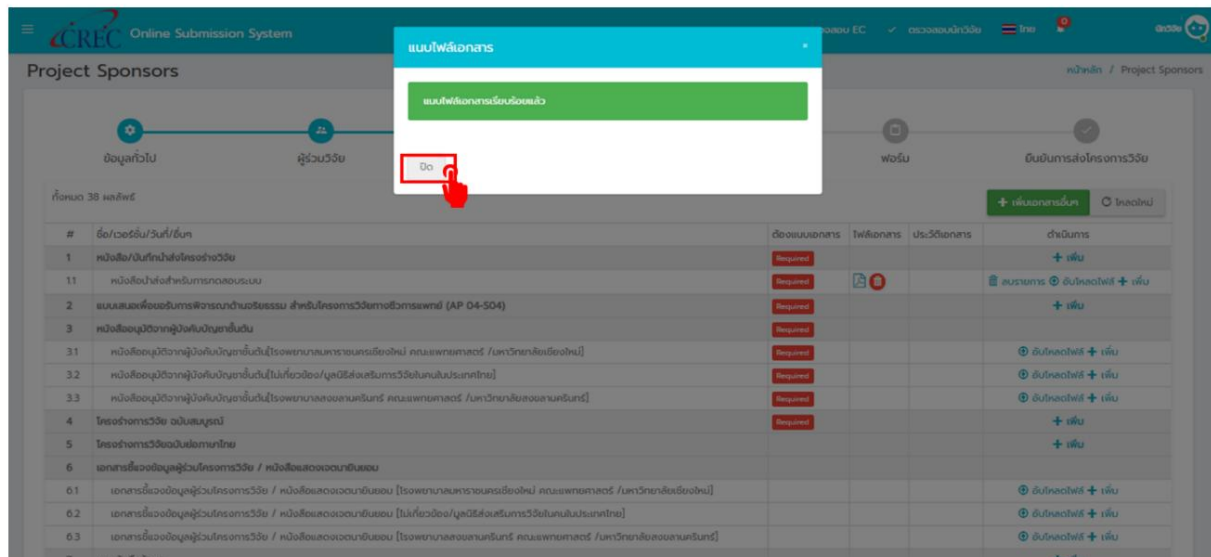 CREC Online Submission System
ตรวจสอบ EC ✓ ตรวจสอบนักวิจัย ไทย 0 นักวิจัย
แนบไฟล์เอกสาร ×
Project Sponsors
หน้าหลัก / Project Sponsors
แนบไฟล์เอกสารเรียบร้อยแล้ว
ปิด
ข้อมูลทั่วไป ผู้ร่วมวิจัย ฟอร์ม ยืนยันการส่งโครงการวิจัย
ทั้งหมด 38 ผลลัพธ์
+ เพิ่มเอกสารอื่นๆ โหลดใหม่
# ชื่อ/เวอร์ชั่น/วันที่/อื่นๆ ต้องแนบเอกสาร ไฟล์เอกสาร ประวัติเอกสาร ดำเนินการ
1 หนังสือ/บันทึกนำส่งโครงร่างวิจัย Required + เพิ่ม
1.1 หนังสือนำส่งสำหรับการทดสอบระบบ Required ลบรายการ อัปโหลดไฟล์ + เพิ่ม
2 แบบเสนอเพื่อขอรับการพิจารณาด้านจริยธรรม สำหรับโครงการวิจัยทางชีวการแพทย์ (AP 04-S04) Required + เพิ่ม
3 หนังสืออนุมัติจากผู้บังคับบัญชาชั้นต้น Required
3.1 หนังสืออนุมัติจากผู้บังคับบัญชาชั้นต้น[โรงพยาบาลมหาราชนครเชียงใหม่ คณะแพทยศาสตร์ /มหาวิทยาลัยเชียงใหม่] Required อัปโหลดไฟล์ + เพิ่ม
3.2 หนังสืออนุมัติจากผู้บังคับบัญชาชั้นต้น[ไม่เกี่ยวข้อง/มูลนิธิส่งเสริมการวิจัยในคนในประเทศไทย] Required อัปโหลดไฟล์ + เพิ่ม
3.3 หนังสืออนุมัติจากผู้บังคับบัญชาชั้นต้น[โรงพยาบาลสงขลานครินทร์ คณะแพทยศาสตร์ /มหาวิทยาลัยสงขลานครินทร์] Required อัปโหลดไฟล์ + เพิ่ม
4 โครงร่างการวิจัย ฉบับสมบูรณ์ Required + เพิ่ม
5 โครงร่างการวิจัยฉบับย่อภาษาไทย + เพิ่ม
6 เอกสารชี้แจงข้อมูลผู้ร่วมโครงการวิจัย / หนังสือแสดงเจตนายินยอม
6.1 เอกสารชี้แจงข้อมูลผู้ร่วมโครงการวิจัย / หนังสือแสดงเจตนายินยอม [โรงพยาบาลมหาราชนครเชียงใหม่ คณะแพทยศาสตร์ /มหาวิทยาลัยเชียงใหม่] อัปโหลดไฟล์ + เพิ่ม
6.2 เอกสารชี้แจงข้อมูลผู้ร่วมโครงการวิจัย / หนังสือแสดงเจตนายินยอม [ไม่เกี่ยวข้อง/มูลนิธิส่งเสริมการวิจัยในคนในประเทศไทย] อัปโหลดไฟล์ + เพิ่ม
6.3 เอกสารชี้แจงข้อมูลผู้ร่วมโครงการวิจัย / หนังสือแสดงเจตนายินยอม [โรงพยาบาลสงขลานครินทร์ คณะแพทยศาสตร์ /มหาวิทยาลัยสงขลานครินทร์] อัปโหลดไฟล์ + เพิ่ม